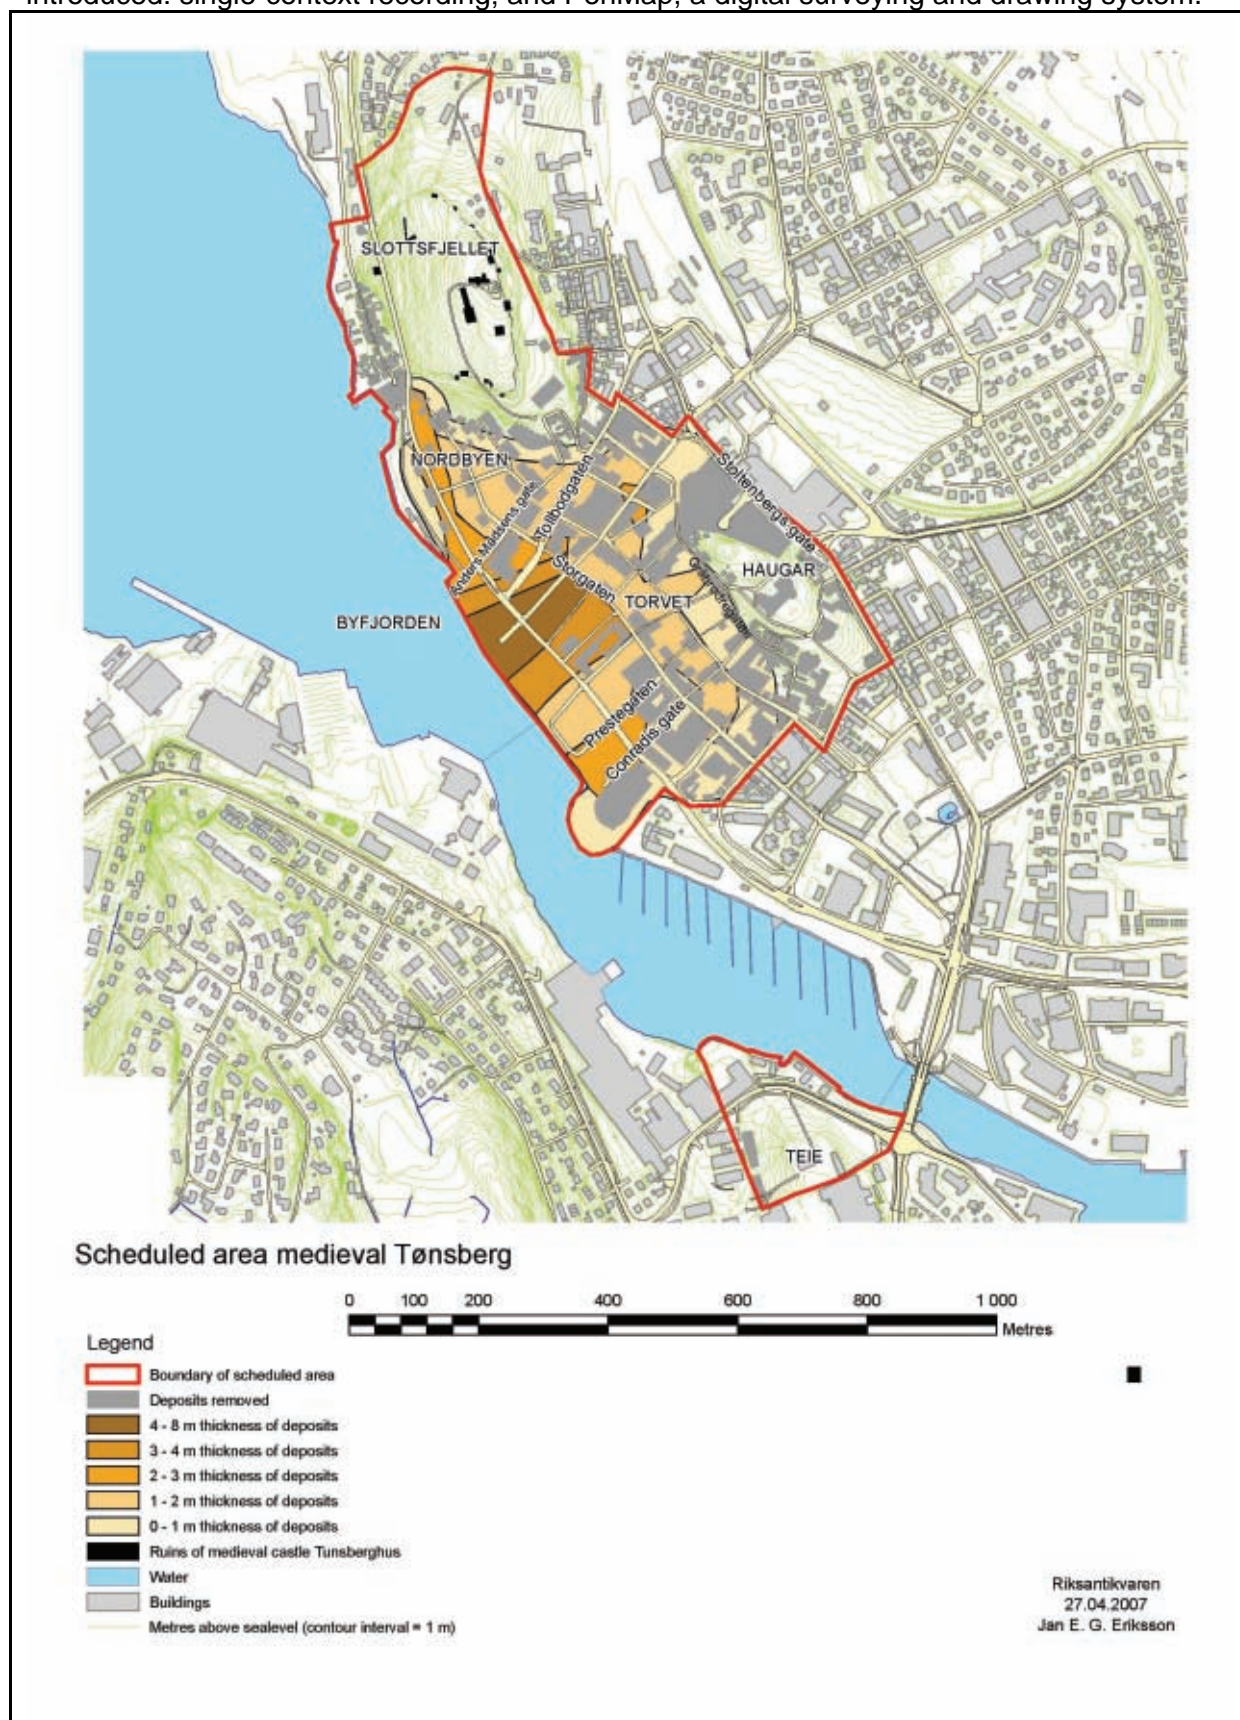 introduced: single-context recording, and PenMap, a digital surveying and drawing system.
SLOTTSFJELLET
NORDBYEN
Anders Madsens gate
Tollbodgaten
Stoltenbergs gate
HAUGAR
Storgaten
TORVET
BYFJORDEN
Prestegaten
Conradis gate
TEIE
Scheduled area medieval Tønsberg
0 100 200 400 600 800 1 000
Metres
Legend
Boundary of scheduled area
Deposits removed
4 - 8 m thickness of deposits
3 - 4 m thickness of deposits
2 - 3 m thickness of deposits
1 - 2 m thickness of deposits
0 - 1 m thickness of deposits
Ruins of medieval castle Tunsberghus
Water
Buildings
Metres above sealevel (contour interval = 1 m)
Riksantikvaren
27.04.2007
Jan E. G. Eriksson